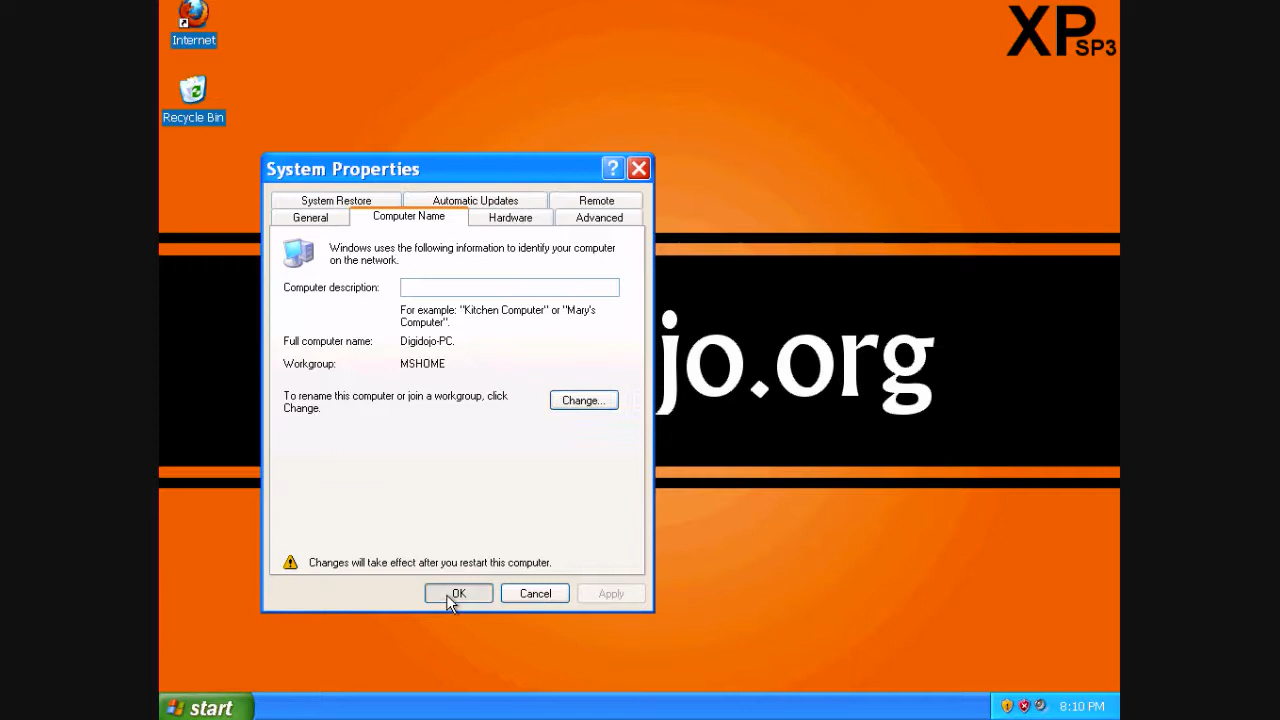 Internet
XP
SP3
Recycle Bin
System Properties
System Restore
Automatic Updates
Remote
General
Computer Name
Hardware
Advanced
Windows uses the following information to identify your computer
on the network.
Computer description:
For example: "Kitchen Computer" or "Mary's
Computer".
Full computer name:
Digidojo-PC.
Workgroup:
MSHOME
To rename this computer or join a workgroup, click
Change.
Change...
jo.org
Changes will take effect after you restart this computer.
OK
Cancel
Apply
start
8:10 PM